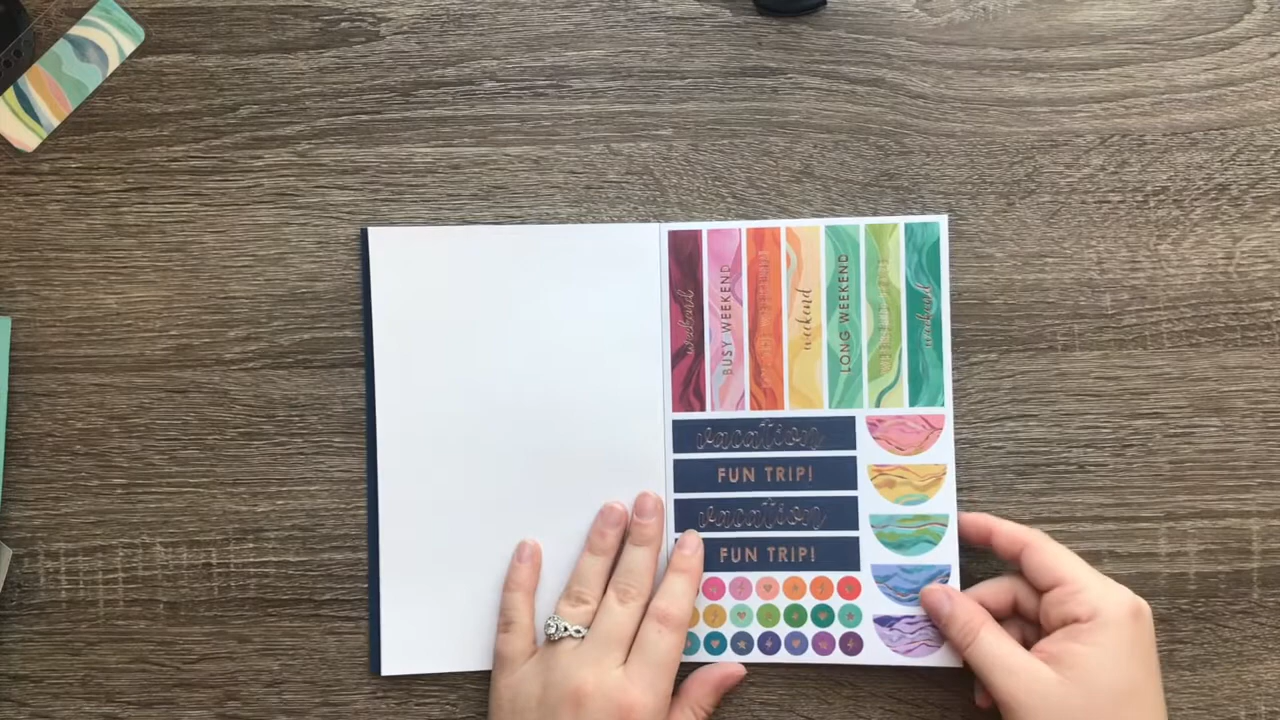 weekend
BUSY WEEKEND
weekend
LONG WEEKEND
weekend
vacation
FUN TRIP!
vacation
FUN TRIP!